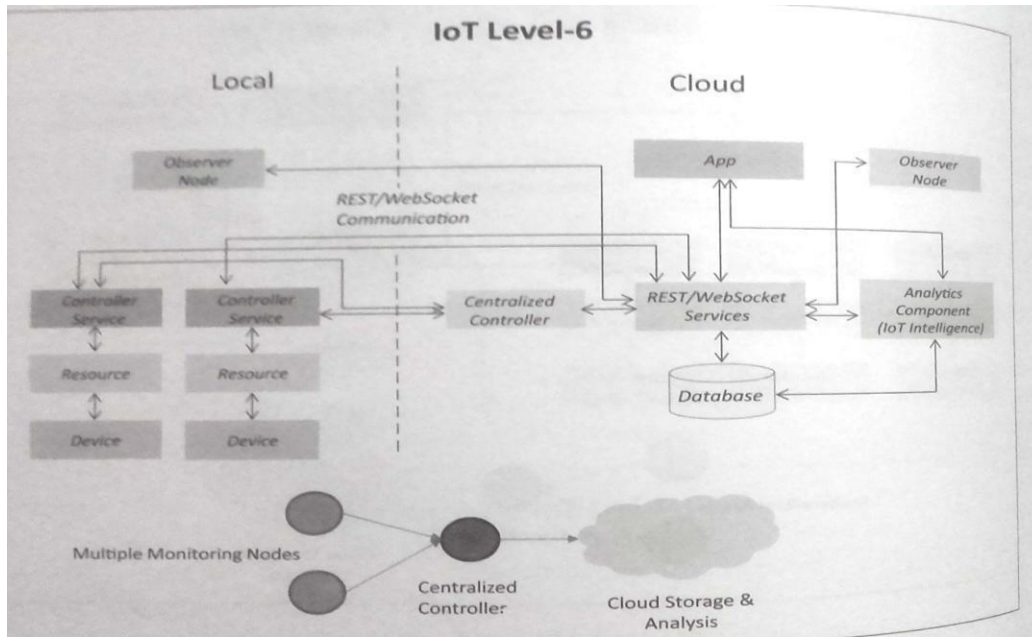 IoT Level-6
Local
Cloud
Observer
Node
App
Observer
Node
REST/WebSocket
Communication
Controller
Service
Controller
Service
Centralized
Controller
REST/WebSocket
Services
Analytics
Component
(IoT Intelligence)
Resource
Resource
Database
Device
Device
Multiple Monitoring Nodes
Centralized
Controller
Cloud Storage &
Analysis